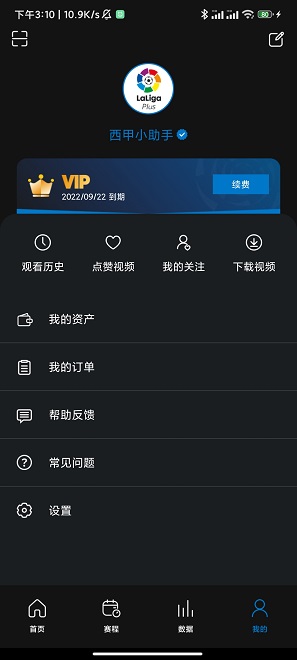 下午3:10 | 10.9K/s
80
LaLiga
Plus
西甲小助手
VIP
2022/09/22 到期
续费
观看历史
点赞视频
我的关注
下载视频
我的资产
我的订单
帮助反馈
常见问题
设置
首页
赛程
数据
我的